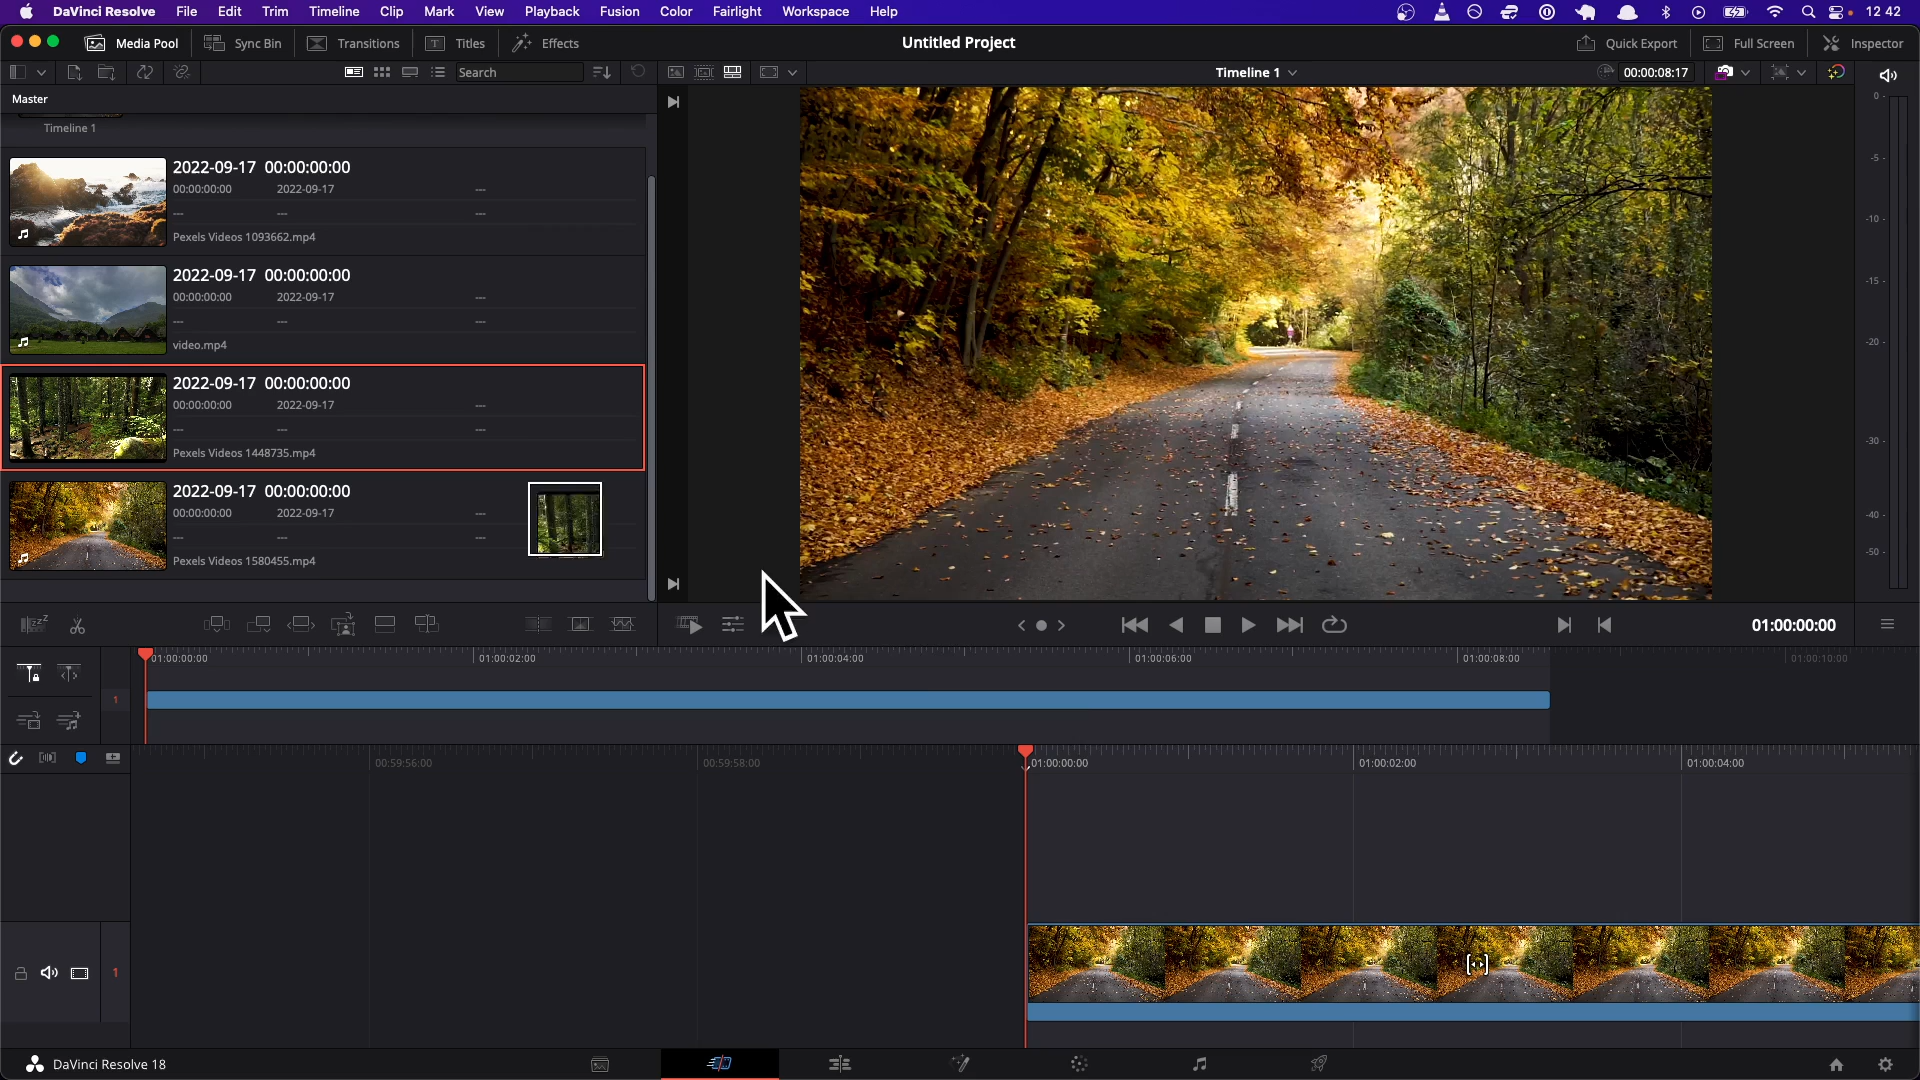 DaVinci Resolve File Edit Trim Timeline Clip Mark View Playback Fusion Color Fairlight Workspace Help 12 42
Media Pool Sync Bin Transitions Titles Effects Untitled Project Quick Export Full Screen Inspector
Search Timeline 1 00:00:08:17
Master
Timeline 1
2022-09-17 00:00:00:00
00:00:00:00 2022-09-17 ---
--- --- ---
Pexels Videos 1093662.mp4
2022-09-17 00:00:00:00
00:00:00:00 2022-09-17 ---
--- --- ---
video.mp4
2022-09-17 00:00:00:00
00:00:00:00 2022-09-17 ---
--- --- ---
Pexels Videos 1448735.mp4
2022-09-17 00:00:00:00
00:00:00:00 2022-09-17 ---
--- --- ---
Pexels Videos 1580455.mp4
0 -
-5 -
-10 -
-15 -
-20 -
-30 -
-40 -
-50 -
zzZ
01:00:00:00
01:00:00:00 01:00:02:00 01:00:04:00 01:00:06:00 01:00:08:00 01:00:10:00
1
00:59:56:00 00:59:58:00 01:00:00:00 01:00:02:00 01:00:04:00
1
DaVinci Resolve 18